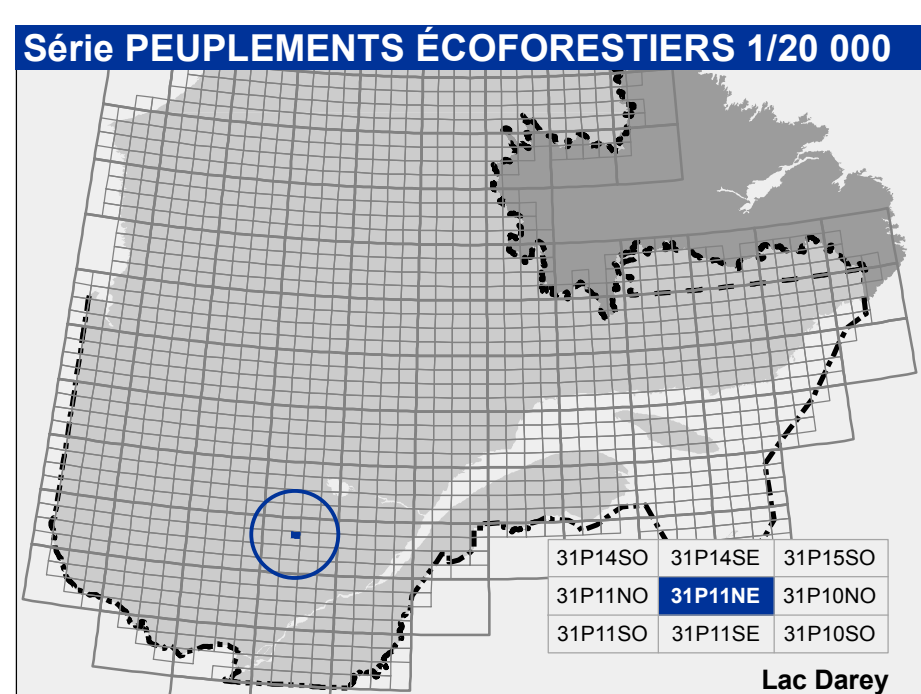 Série PEUPLEMENTS ÉCOFORESTIERS 1/20 000
31P14SO 31P14SE 31P15SO
31P11NO 31P11NE 31P10NO
31P11SO 31P11SE 31P10SO
Lac Darey